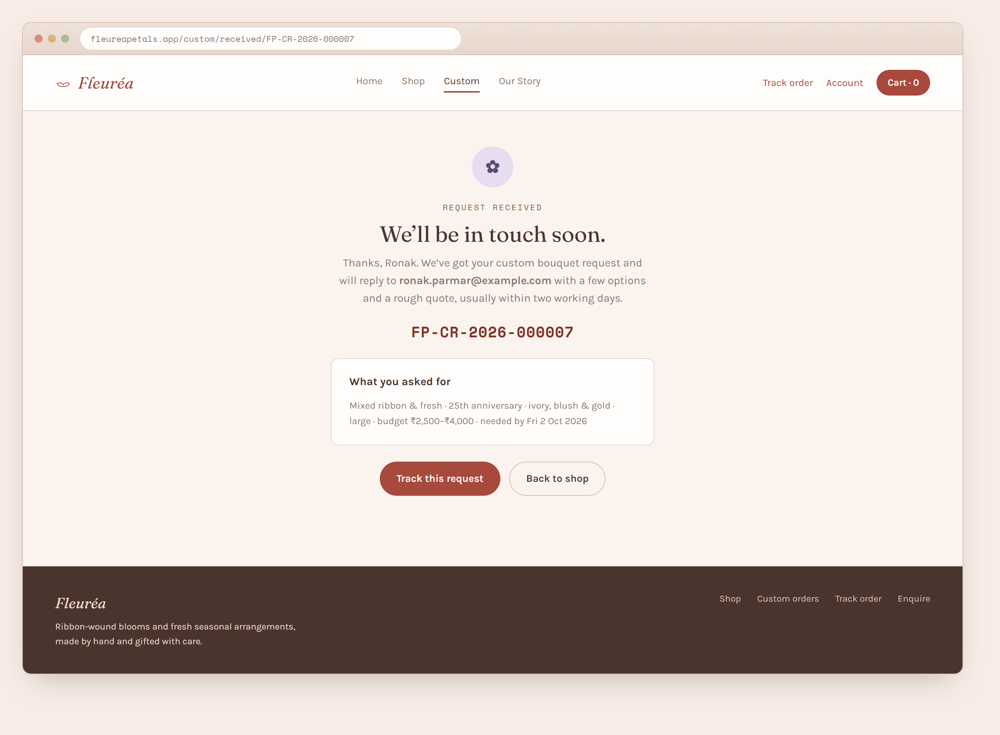 fleureapetals.app/custom/received/FP-CR-2026-000007
Fleuréa
Home Shop Custom Our Story
Track order Account Cart · 0
REQUEST RECEIVED
We’ll be in touch soon.
Thanks, Ronak. We’ve got your custom bouquet request and
will reply to ronak.parmar@example.com with a few options
and a rough quote, usually within two working days.
FP-CR-2026-000007
What you asked for
Mixed ribbon & fresh · 25th anniversary · ivory, blush & gold ·
large · budget ₹2,500–₹4,000 · needed by Fri 2 Oct 2026
Track this request Back to shop
Fleuréa
Shop Custom orders Track order Enquire
Ribbon-wound blooms and fresh seasonal arrangements,
made by hand and gifted with care.